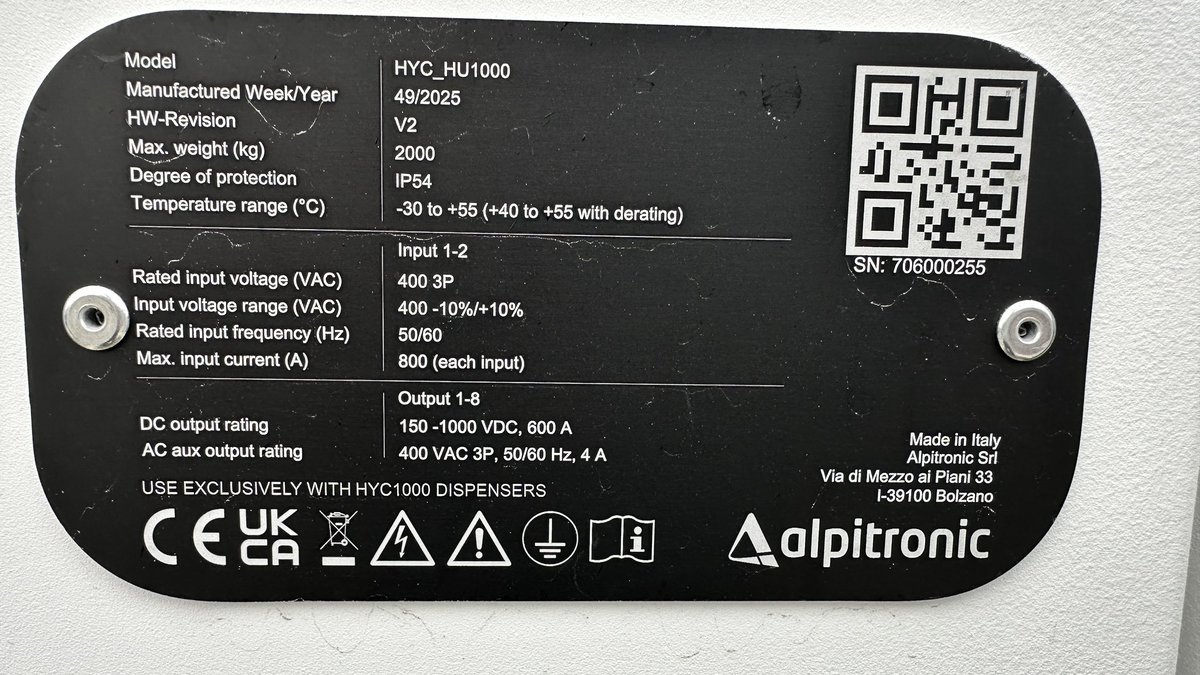 Model HYC_HU1000
Manufactured Week/Year 49/2025
HW-Revision V2
Max. weight (kg) 2000
Degree of protection IP54
Temperature range (°C) -30 to +55 (+40 to +55 with derating)
SN: 706000255
Input 1-2
Rated input voltage (VAC) 400 3P
Input voltage range (VAC) 400 -10%/+10%
Rated input frequency (Hz) 50/60
Max. input current (A) 800 (each input)
Output 1-8
DC output rating 150 -1000 VDC, 600 A
AC aux output rating 400 VAC 3P, 50/60 Hz, 4 A
USE EXCLUSIVELY WITH HYC1000 DISPENSERS
Made in Italy
Alpitronic Srl
Via di Mezzo ai Piani 33
I-39100 Bolzano
CE UK
CA
alpitronic